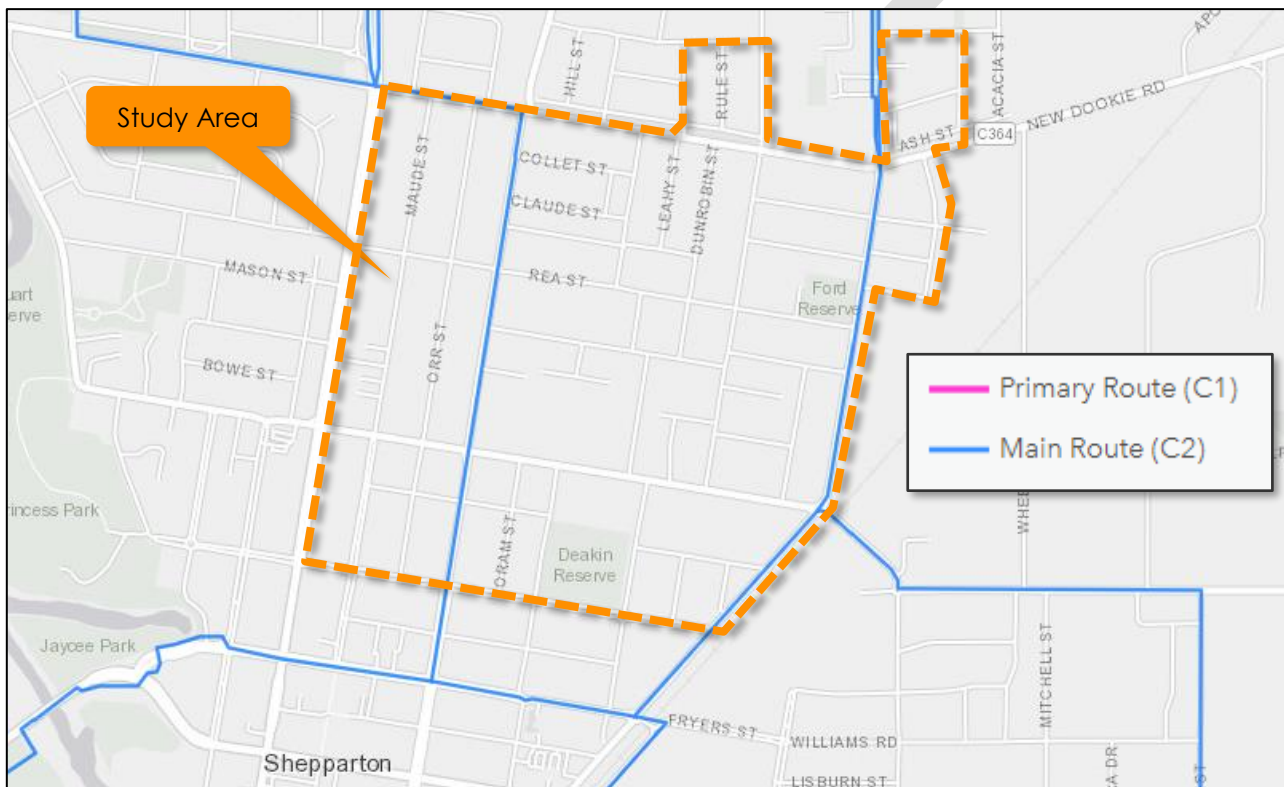 HILL ST
RULE ST
ACACIA ST
Study Area
ASH ST
C364
NEW DOOKIE RD
MAUDE ST
COLLET ST
LEAHY ST
DUNROBIN ST
CLAUDE ST
MASON ST
REA ST
Ford
Reserve
ORR ST
BOWE ST
Primary Route (C1)
Main Route (C2)
ORAM ST
Deakin
Reserve
Jaycee Park
MITCHELL ST
FRYERS ST
WILLIAMS RD
Shepparton
LISBURN ST